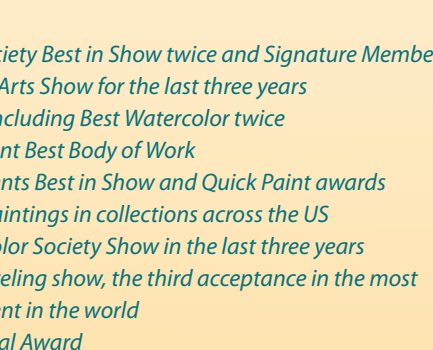 ciety Best in Show twice and Signature Membe
Arts Show for the last three years
ncluding Best Watercolor twice
nt Best Body of Work
nts Best in Show and Quick Paint awards
aintings in collections across the US
olor Society Show in the last three years
eling show, the third acceptance in the most
ent in the world
al Award